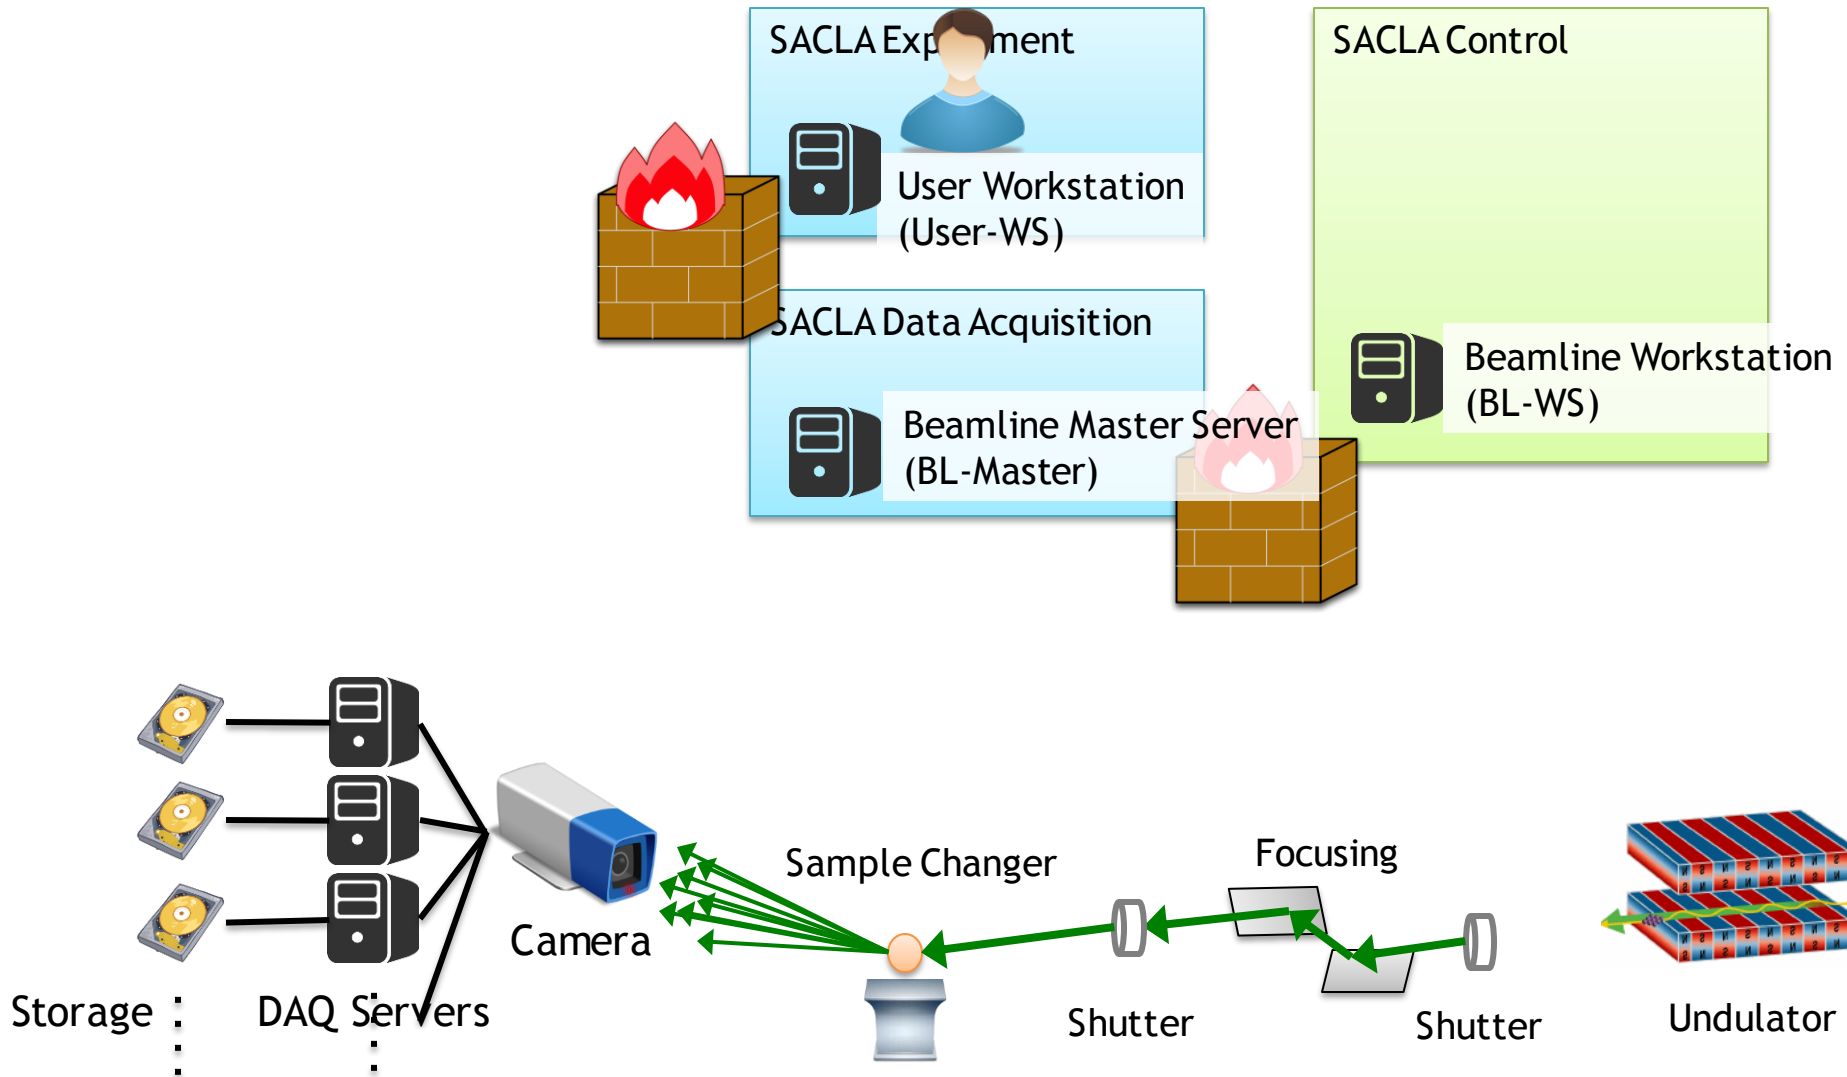 SACLA Exp ment
SACLA Control
User Workstation
(User-WS)
SACLA Data Acquisition
Beamline Workstation
(BL-WS)
Beamline Master Server
(BL-Master)
Sample Changer
Focusing
Camera
Storage
DAQ Servers
Shutter
Shutter
Undulator